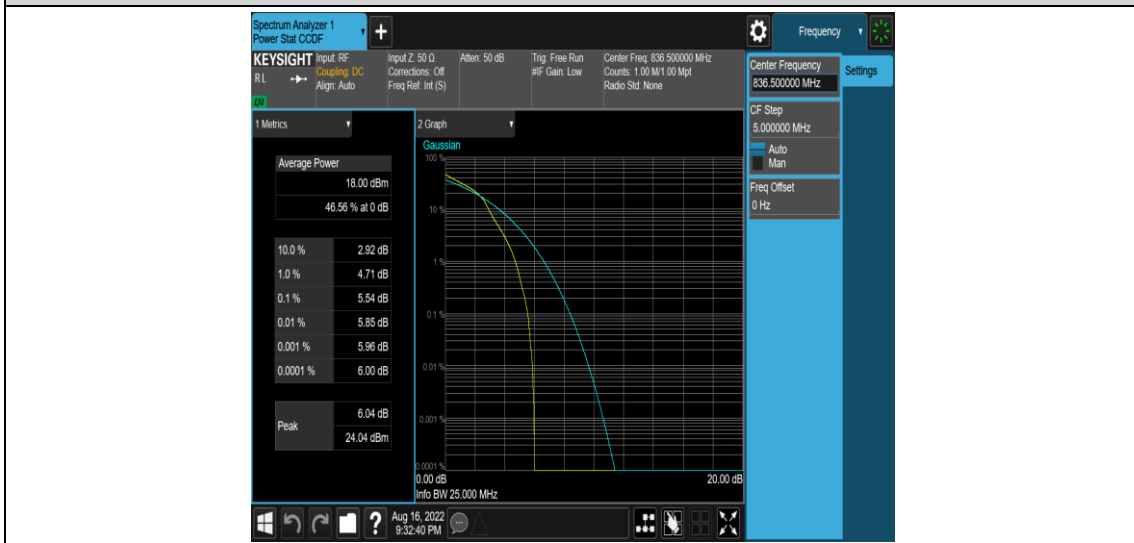 Spectrum Analyzer 1
Power Stat CCDF
Frequency
KEYSIGHT
RL
LXI
Input: RF
Coupling: DC
Align: Auto
Input Z: 50 Ω
Corrections: Off
Freq Ref: Int (S)
Atten: 50 dB
Trig: Free Run
#IF Gain: Low
Center Freq: 836.500000 MHz
Counts: 1.00 M/1.00 Mpt
Radio Std: None
Center Frequency
836.500000 MHz
Settings
CF Step
5.000000 MHz
Auto
Man
Freq Offset
0 Hz
1 Metrics
Average Power
18.00 dBm
46.56 % at 0 dB
10.0 % 2.92 dB
1.0 % 4.71 dB
0.1 % 5.54 dB
0.01 % 5.85 dB
0.001 % 5.96 dB
0.0001 % 6.00 dB
Peak
6.04 dB
24.04 dBm
2 Graph
Gaussian
100 %
10 %
1 %
0.1 %
0.01 %
0.001 %
0.0001 %
0.00 dB 20.00 dB
Info BW 25.000 MHz
?
Aug 16, 2022
9:32:40 PM